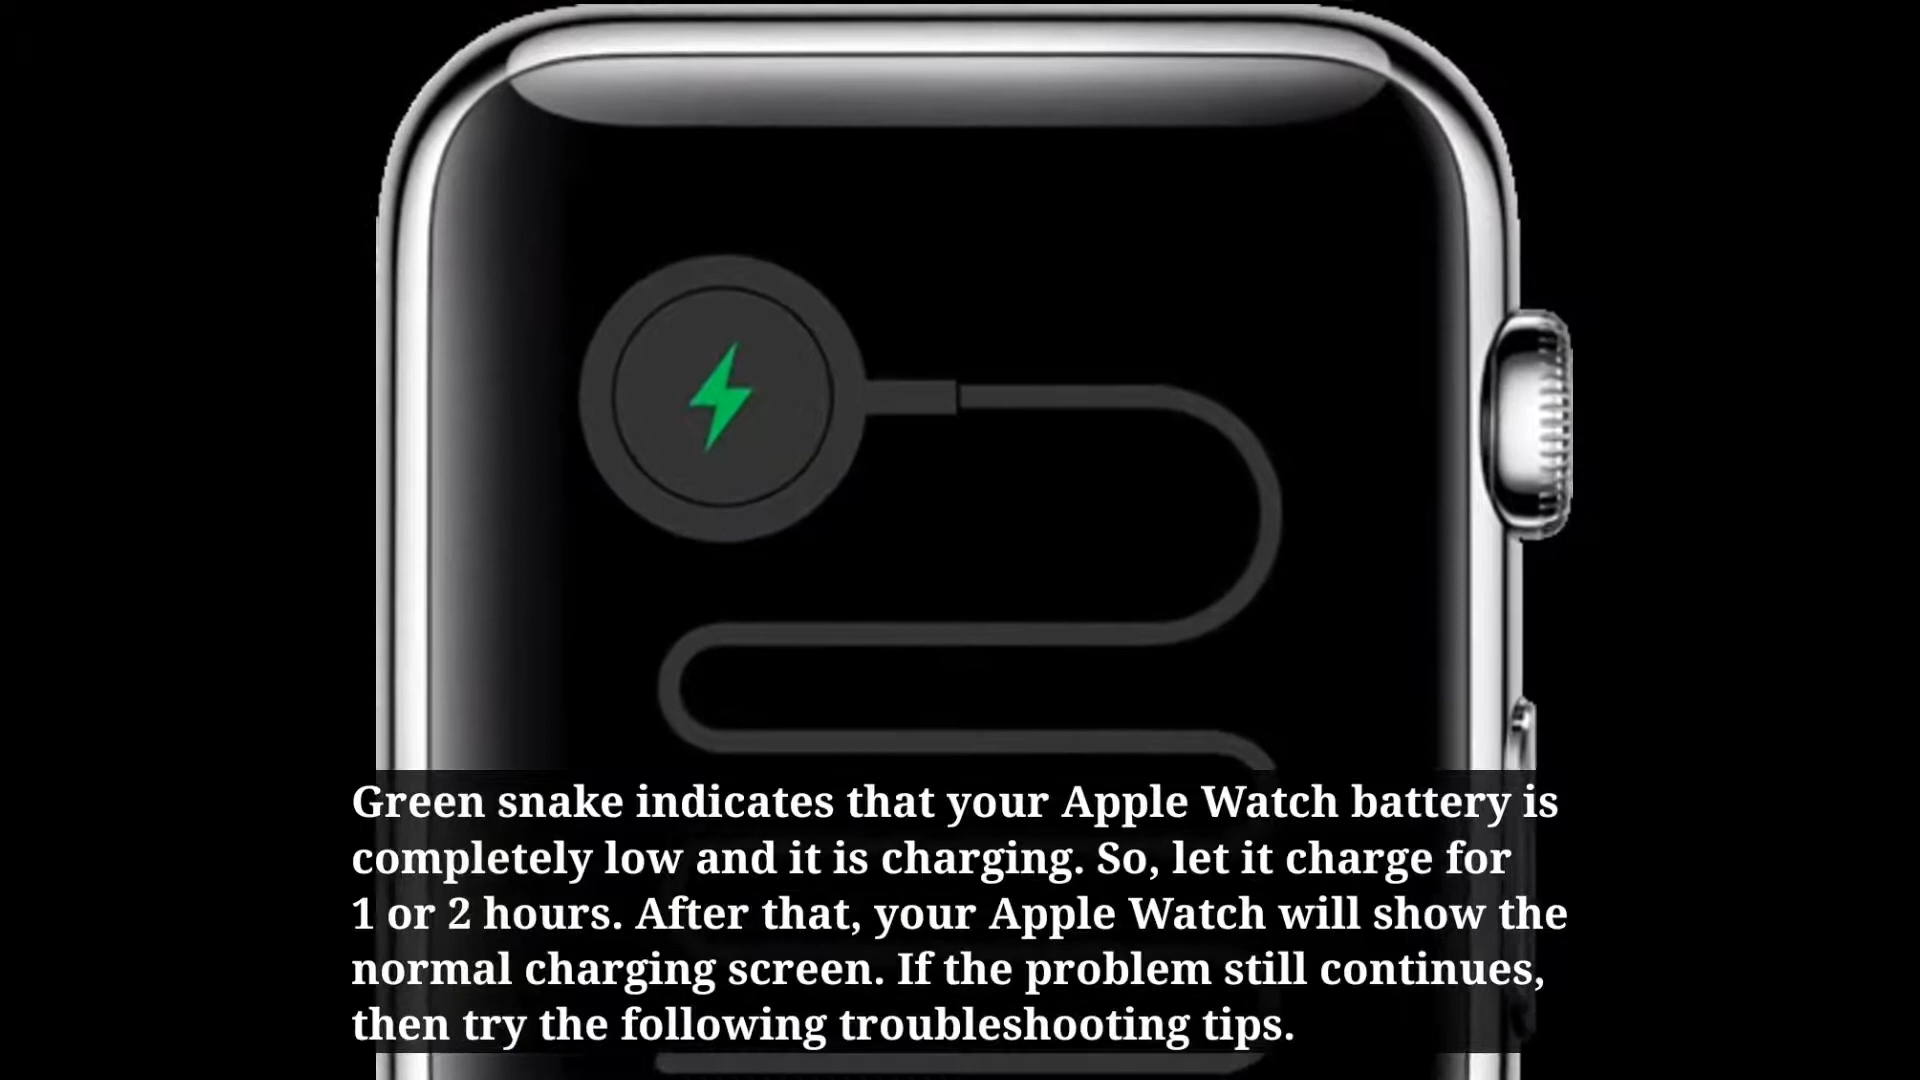 Green snake indicates that your Apple Watch battery is
completely low and it is charging. So, let it charge for
1 or 2 hours. After that, your Apple Watch will show the
normal charging screen. If the problem still continues,
then try the following troubleshooting tips.